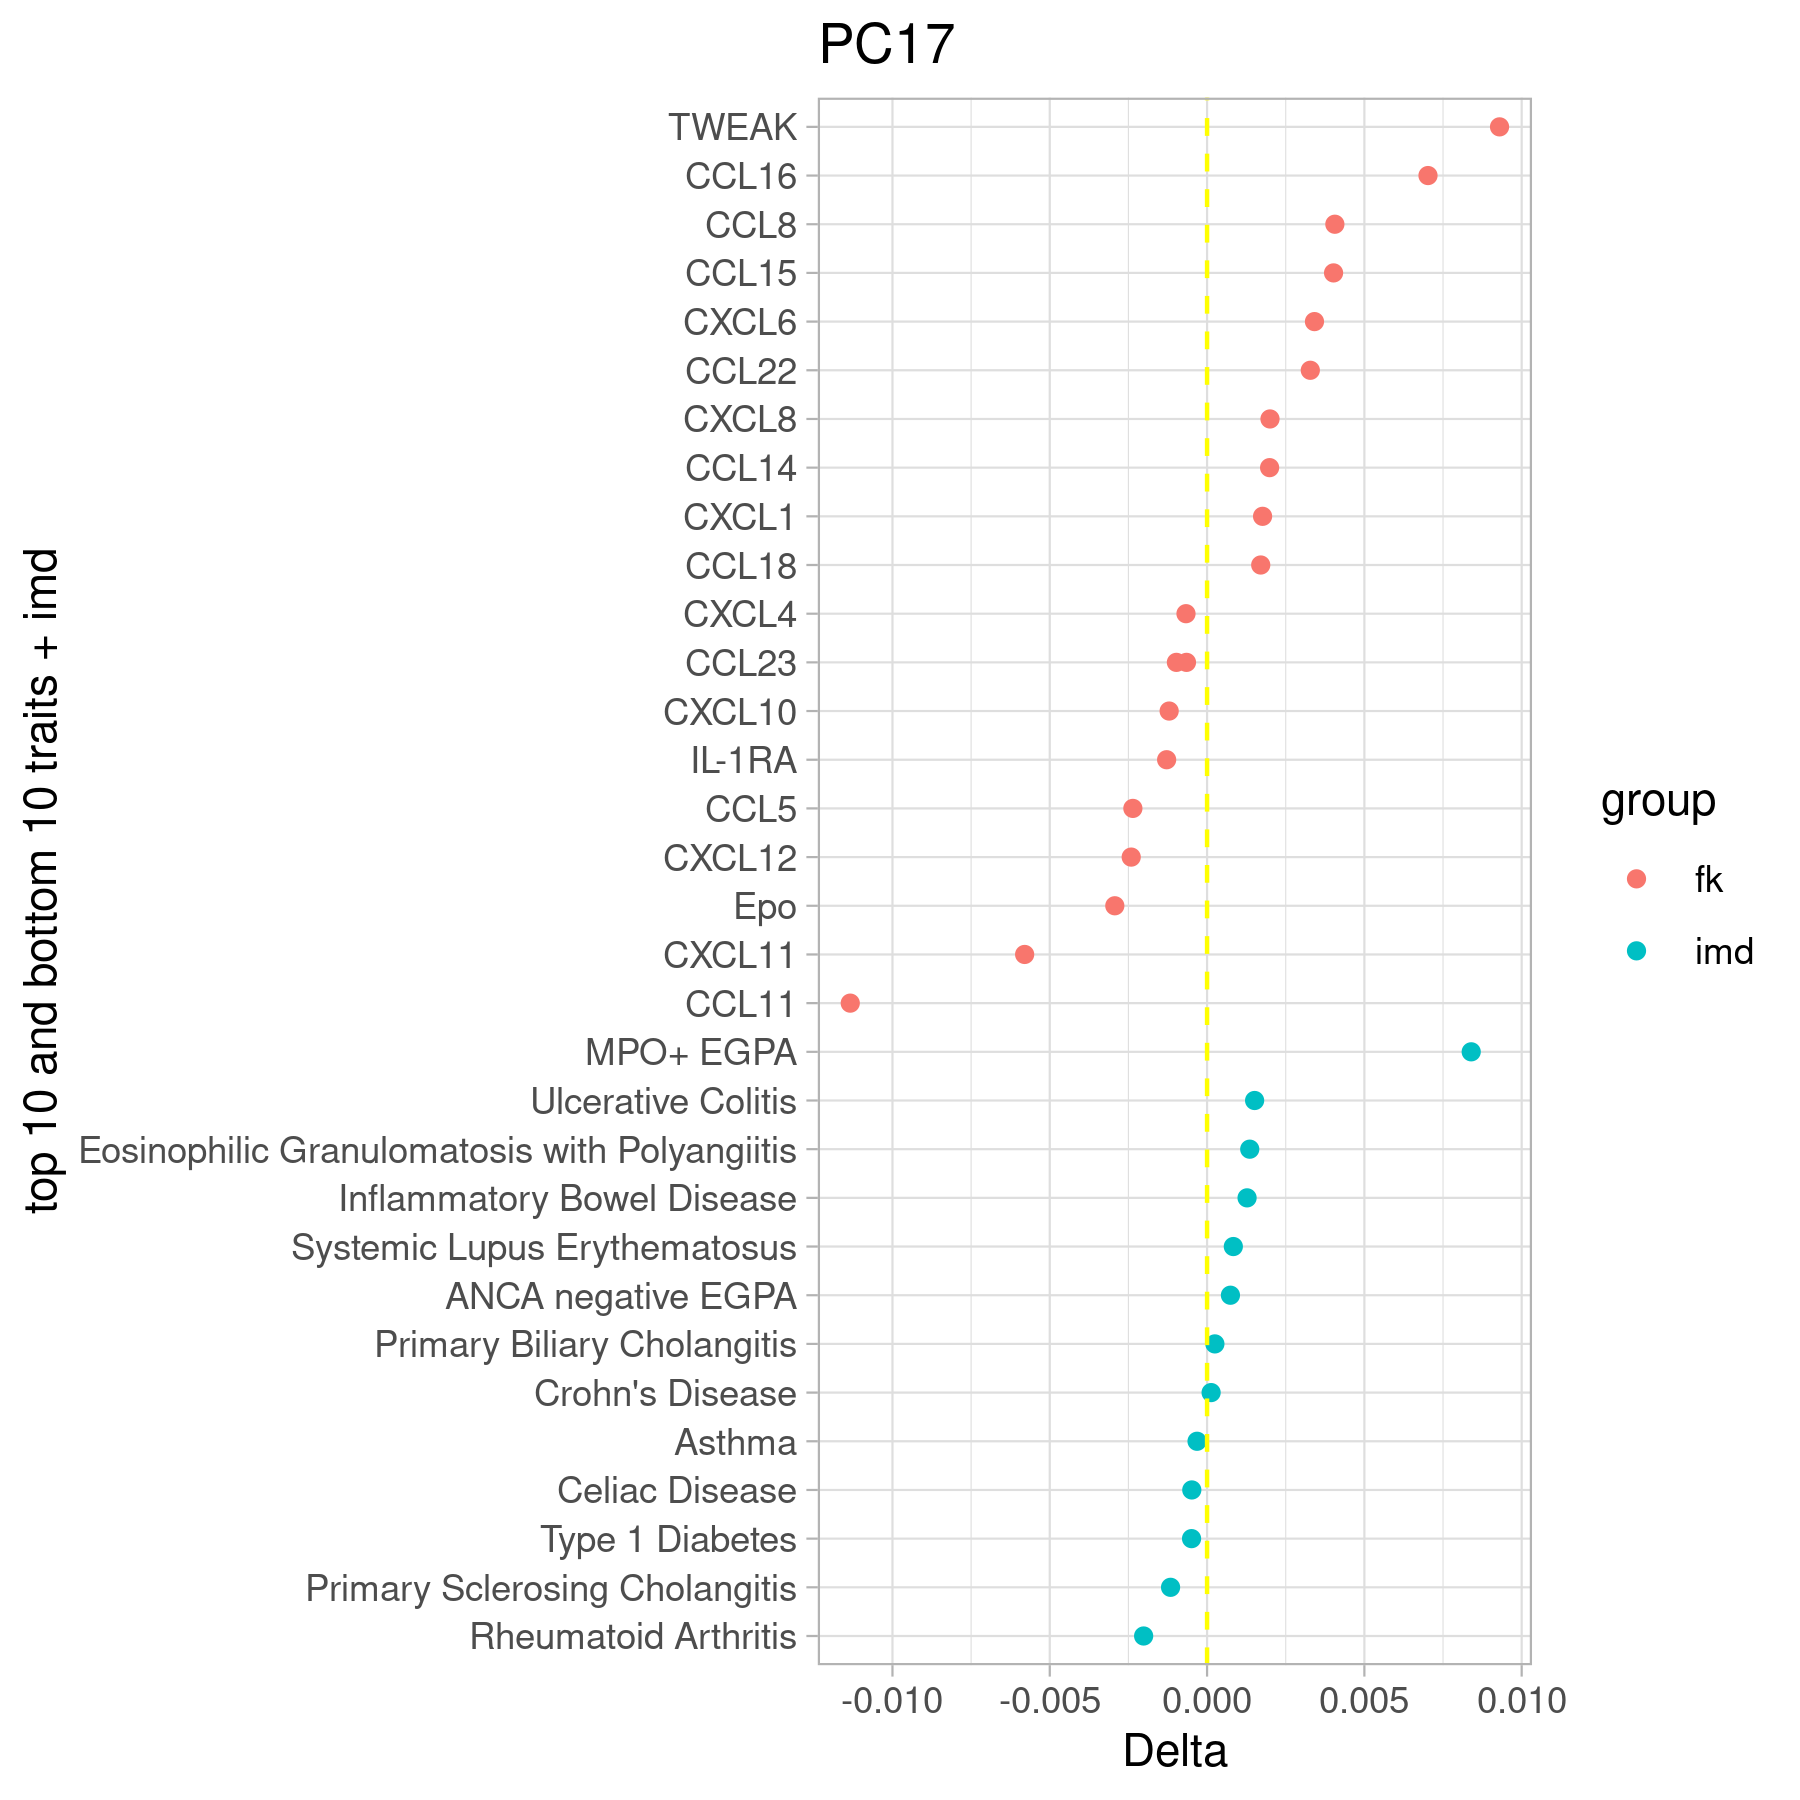 PC17
top 10 and bottom 10 traits + imd
TWEAK
CCL16
CCL8
CCL15
CXCL6
CCL22
CXCL8
CCL14
CXCL1
CCL18
CXCL4
CCL23
CXCL10
IL-1RA
CCL5
CXCL12
Epo
CXCL11
CCL11
MPO+ EGPA
Ulcerative Colitis
Eosinophilic Granulomatosis with Polyangiitis
Inflammatory Bowel Disease
Systemic Lupus Erythematosus
ANCA negative EGPA
Primary Biliary Cholangitis
Crohn's Disease
Asthma
Celiac Disease
Type 1 Diabetes
Primary Sclerosing Cholangitis
Rheumatoid Arthritis
-0.010 -0.005 0.000 0.005 0.010
Delta
group
fk
imd